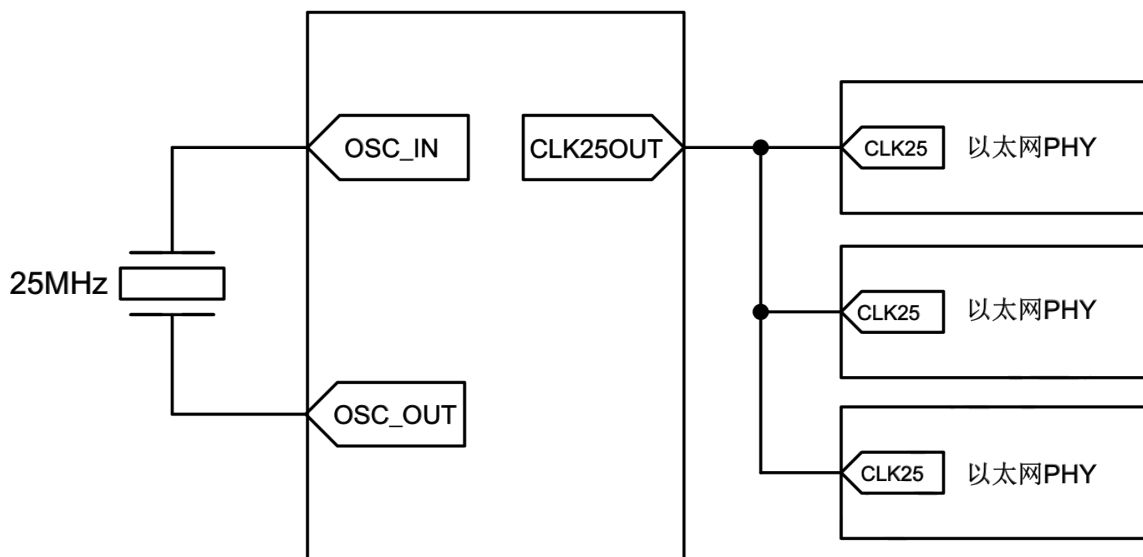 OSC_IN
CLK25OUT
CLK25
以太网PHY
25MHz
CLK25
以太网PHY
OSC_OUT
CLK25
以太网PHY